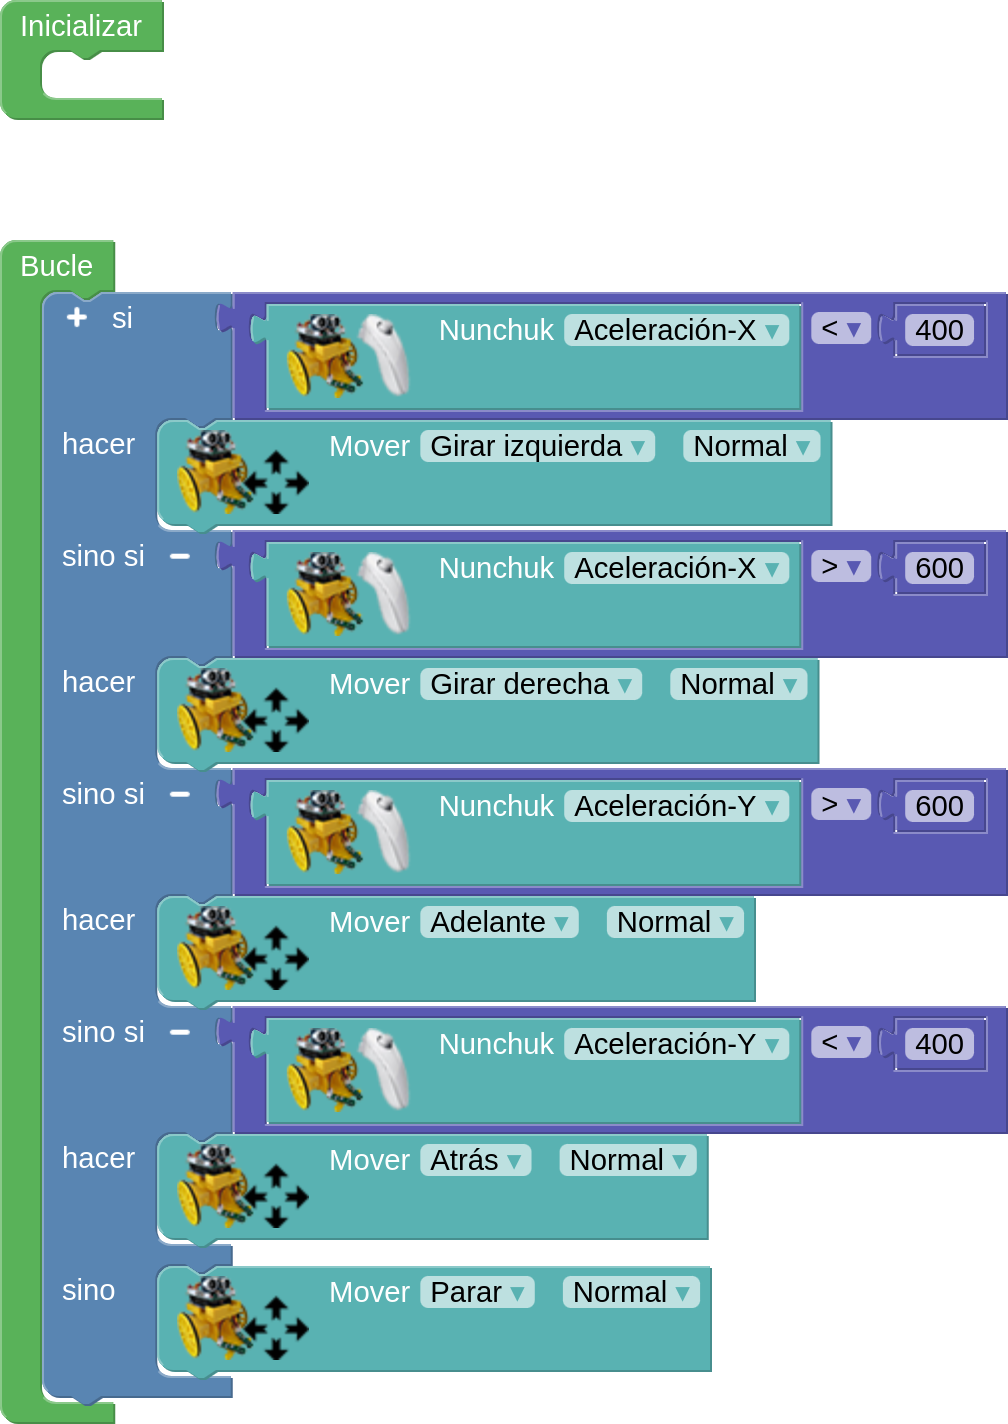 Inicializar
Bucle
si Nunchuk Aceleración-X < 400
hacer Mover Girar izquierda Normal
sino si Nunchuk Aceleración-X > 600
hacer Mover Girar derecha Normal
sino si Nunchuk Aceleración-Y > 600
hacer Mover Adelante Normal
sino si Nunchuk Aceleración-Y < 400
hacer Mover Atrás Normal
sino Mover Parar Normal